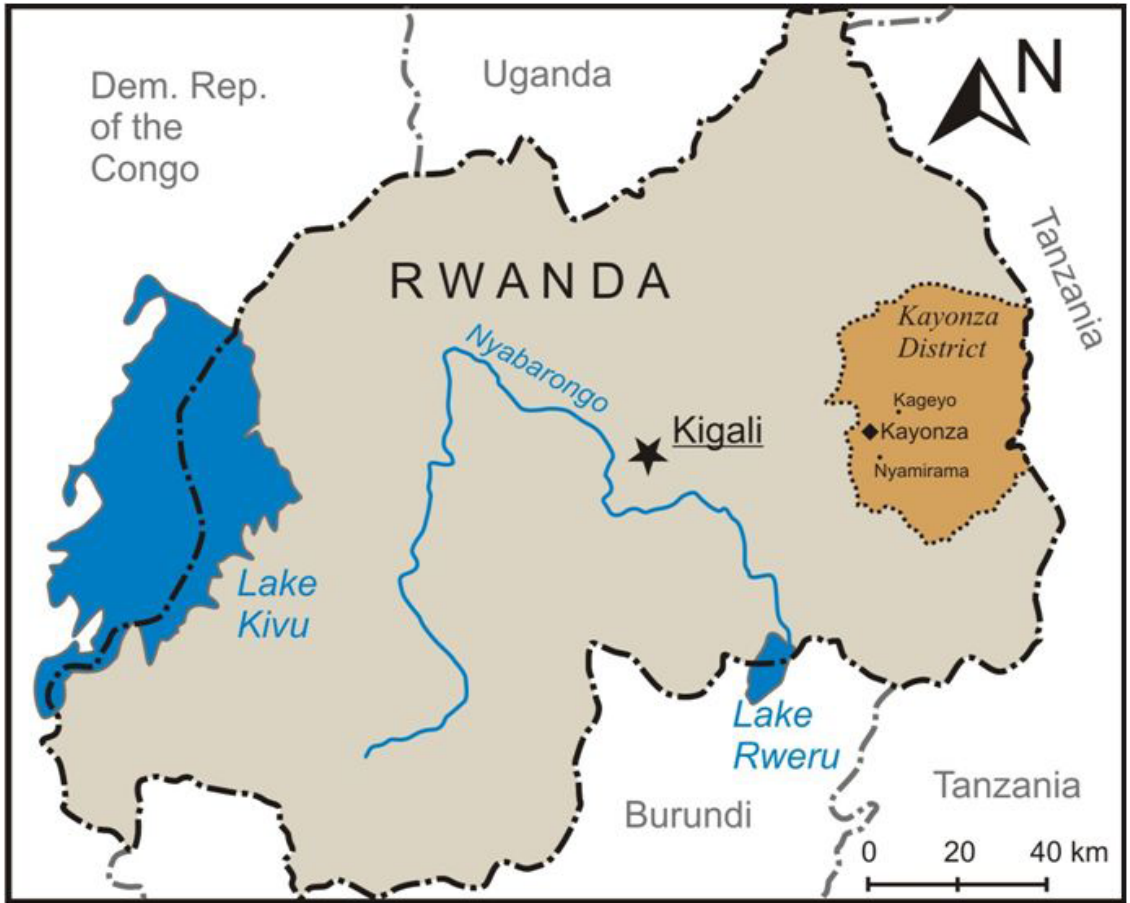 Dem. Rep.
of the
Congo
Uganda
N
Tanzania
RWANDA
Kayonza
District
Nyabarongo
Kageyo
Kigali
Kayonza
Nyamirama
Lake
Kivu
Lake
Rweru
Burundi
Tanzania
0 20 40 km